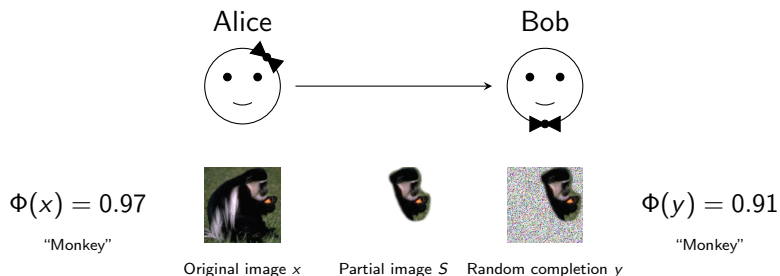 Alice Bob
Φ(x) = 0.97 Φ(y) = 0.91
“Monkey” “Monkey”
Original image x Partial image S Random completion y